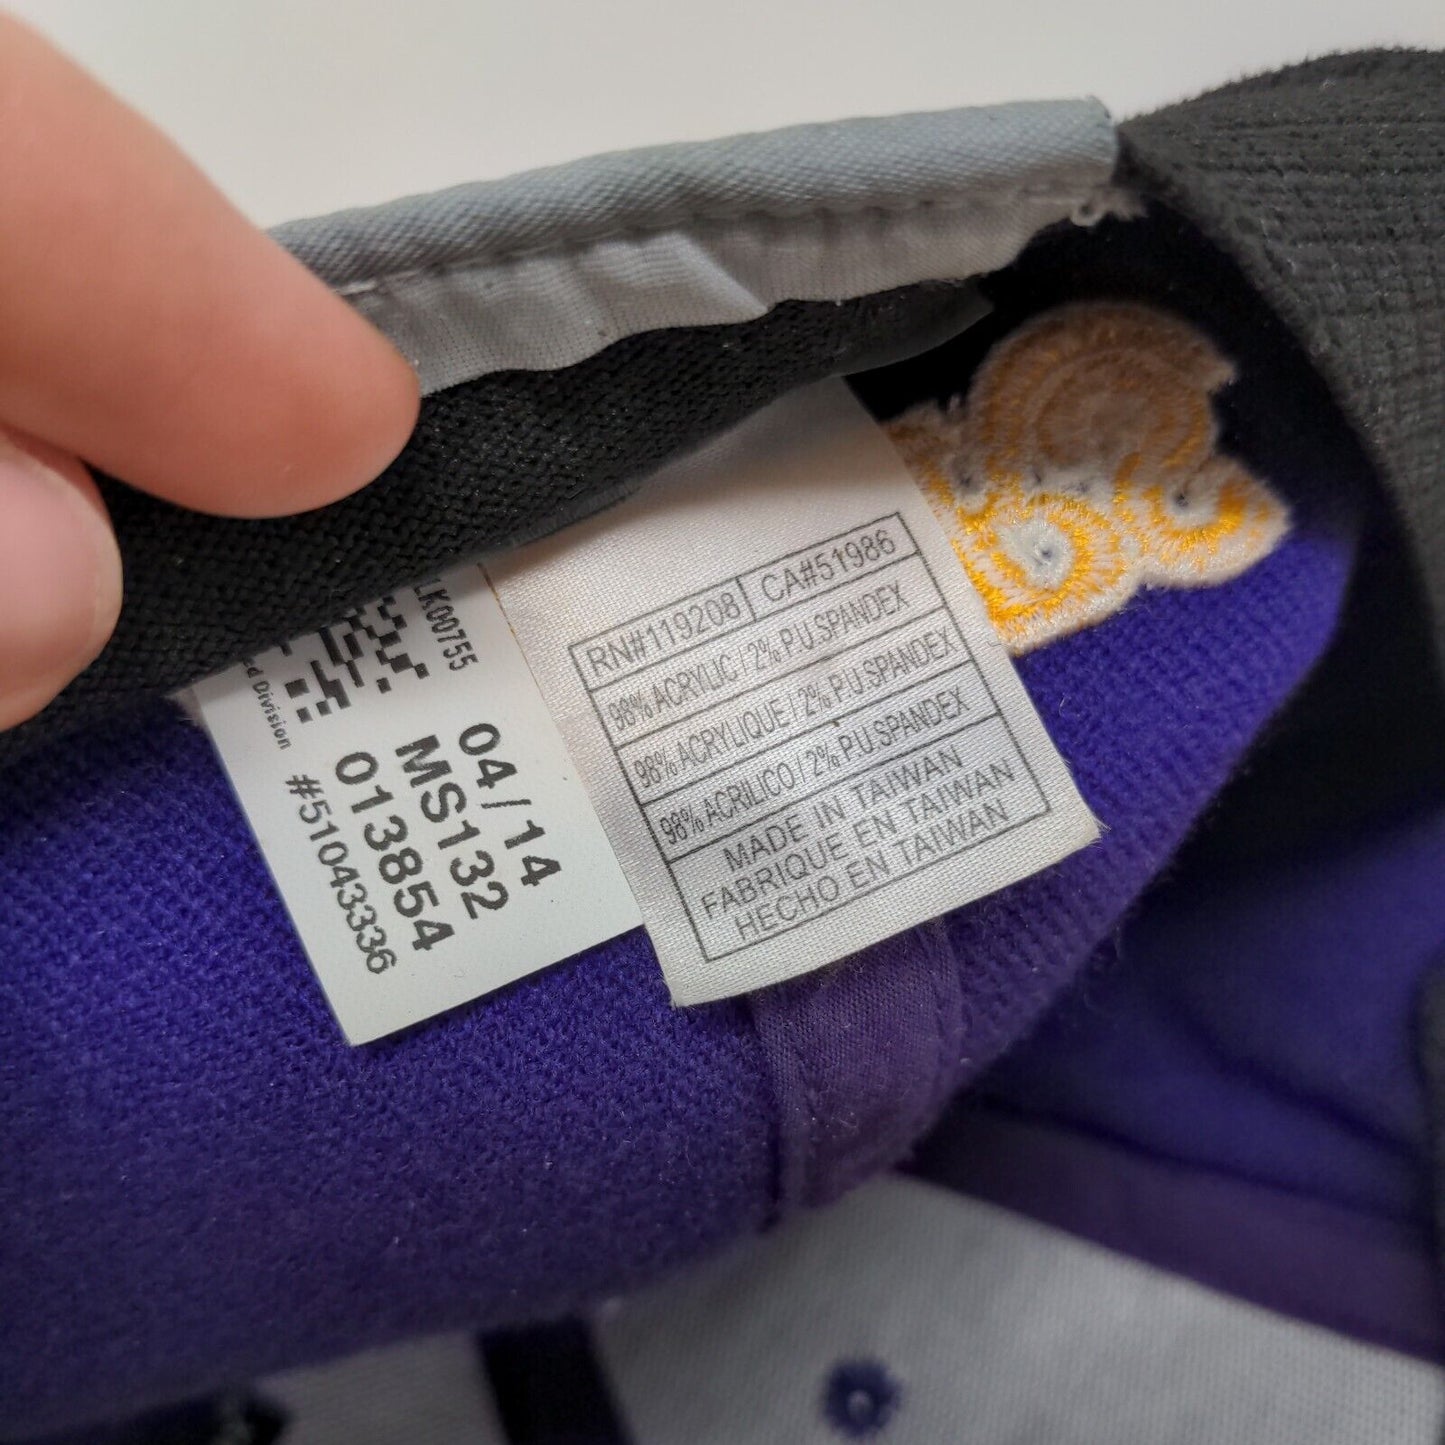 LK00755
ed Division
04/14
MS132
013854
#51043336
RN#119208 CA#51986
98% ACRYLIC / 2% P.U.SPANDEX
98% ACRYLIQUE / 2% P.U.SPANDEX
98% ACRILICO / 2% P.U.SPANDEX
MADE IN TAIWAN
FABRIQUE EN TAIWAN
HECHO EN TAIWAN